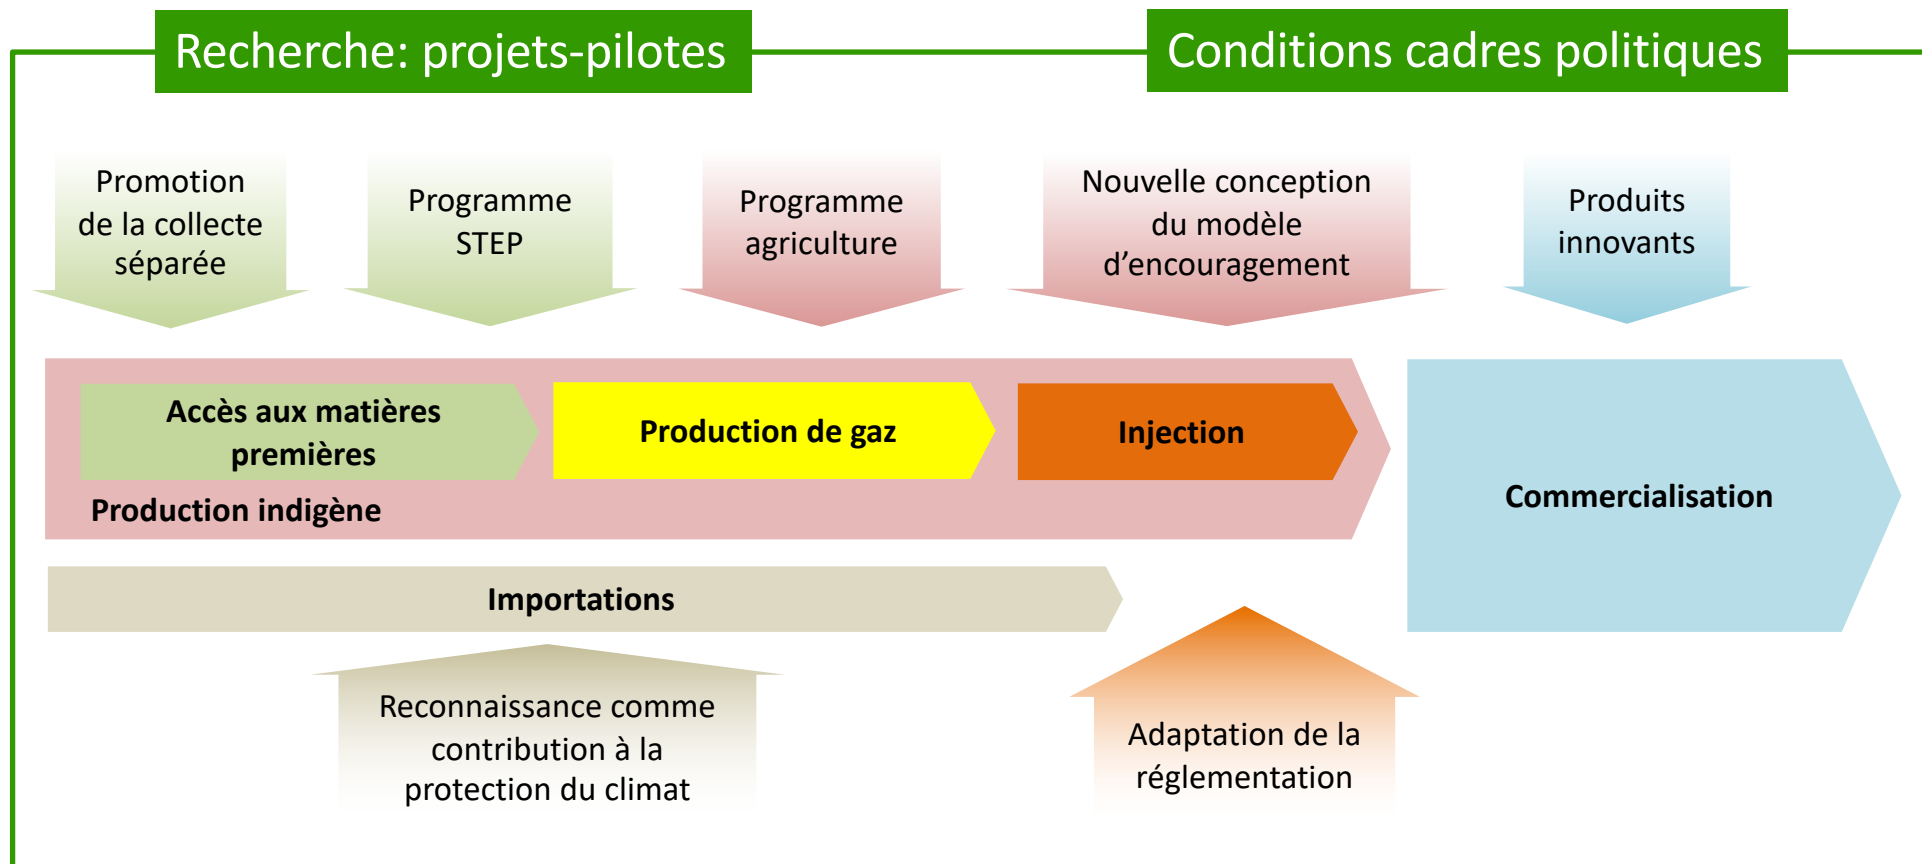 Recherche: projets-pilotes
Conditions cadres politiques
Promotion
de la collecte
séparée
Programme
STEP
Programme
agriculture
Nouvelle conception
du modèle
d’encouragement
Produits
innovants
Accès aux matières
premières
Production de gaz
Injection
Production indigène
Commercialisation
Importations
Reconnaissance comme
contribution à la
protection du climat
Adaptation de la
réglementation